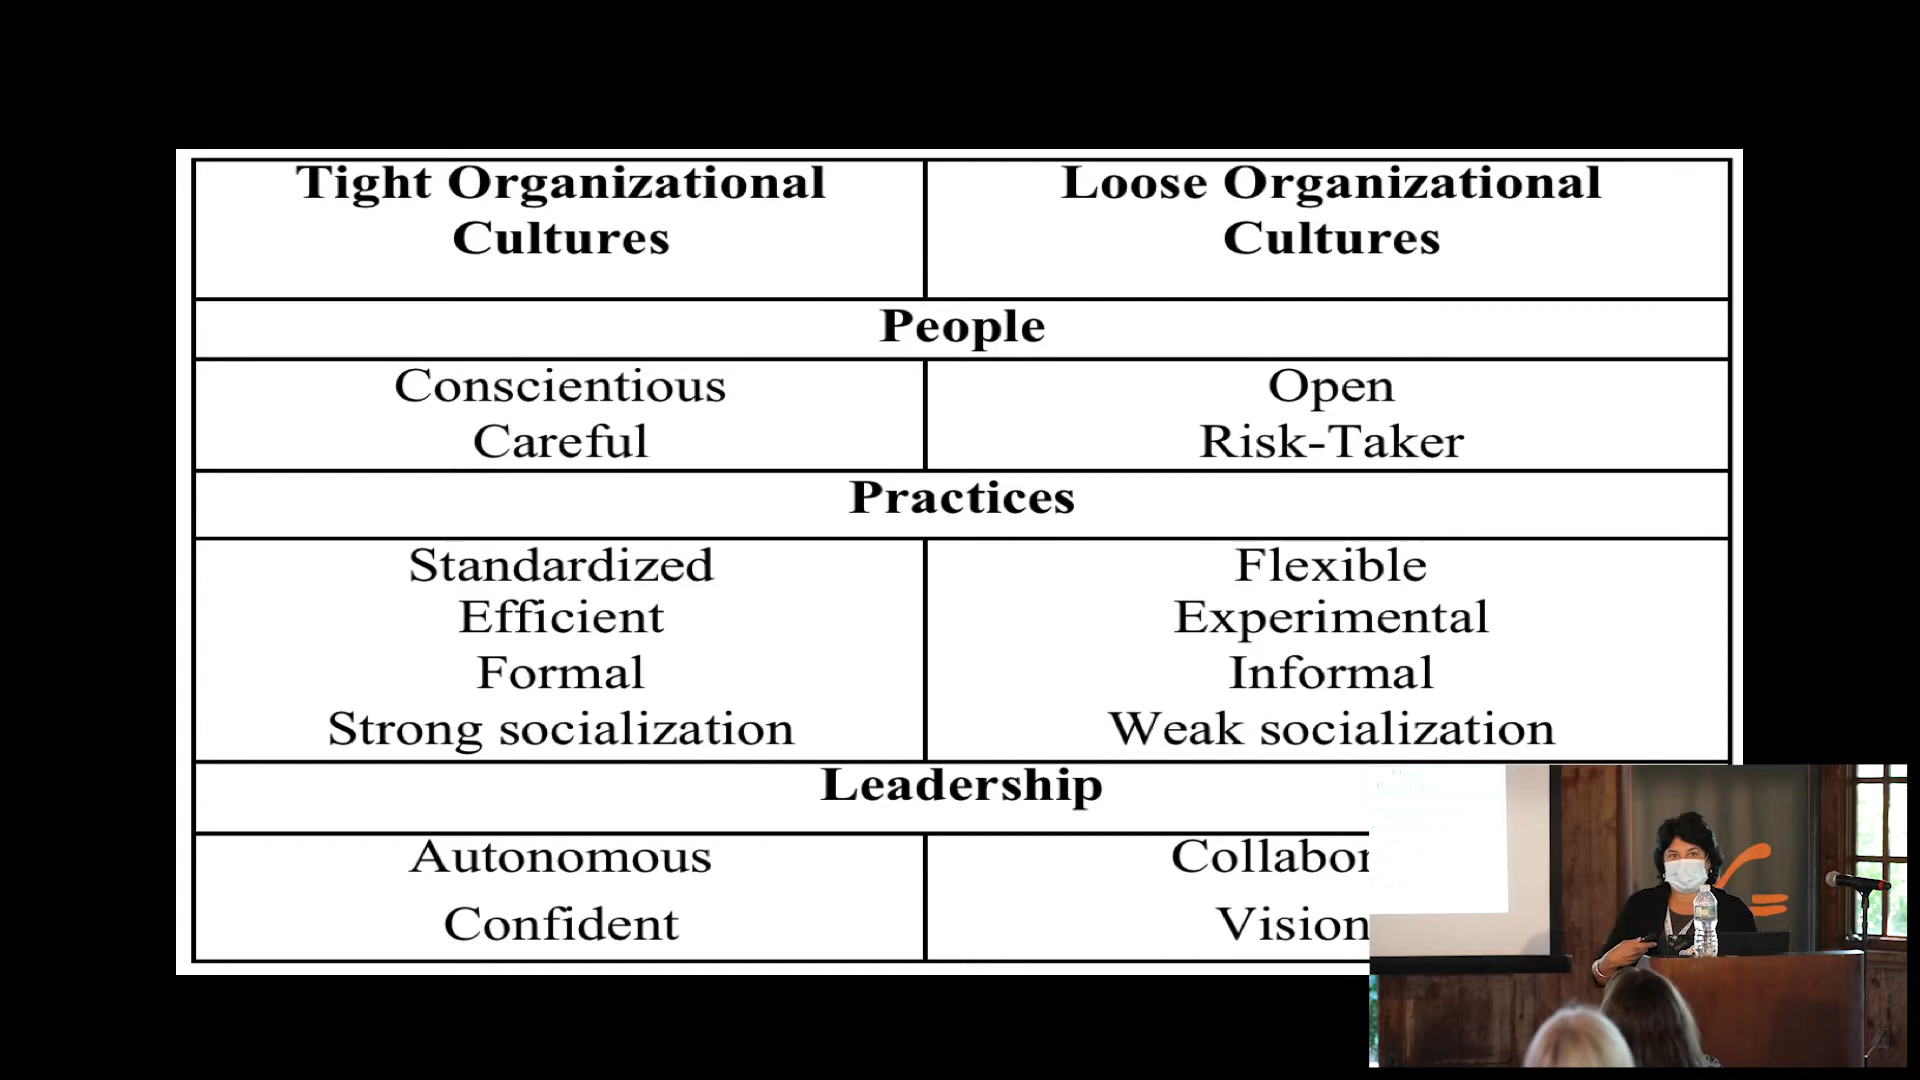 Tight Organizational
Cultures
Loose Organizational
Cultures
People
Conscientious
Careful
Open
Risk-Taker
Practices
Standardized
Efficient
Formal
Strong socialization
Flexible
Experimental
Informal
Weak socialization
Leadership
Autonomous
Confident
Collabor
Vision